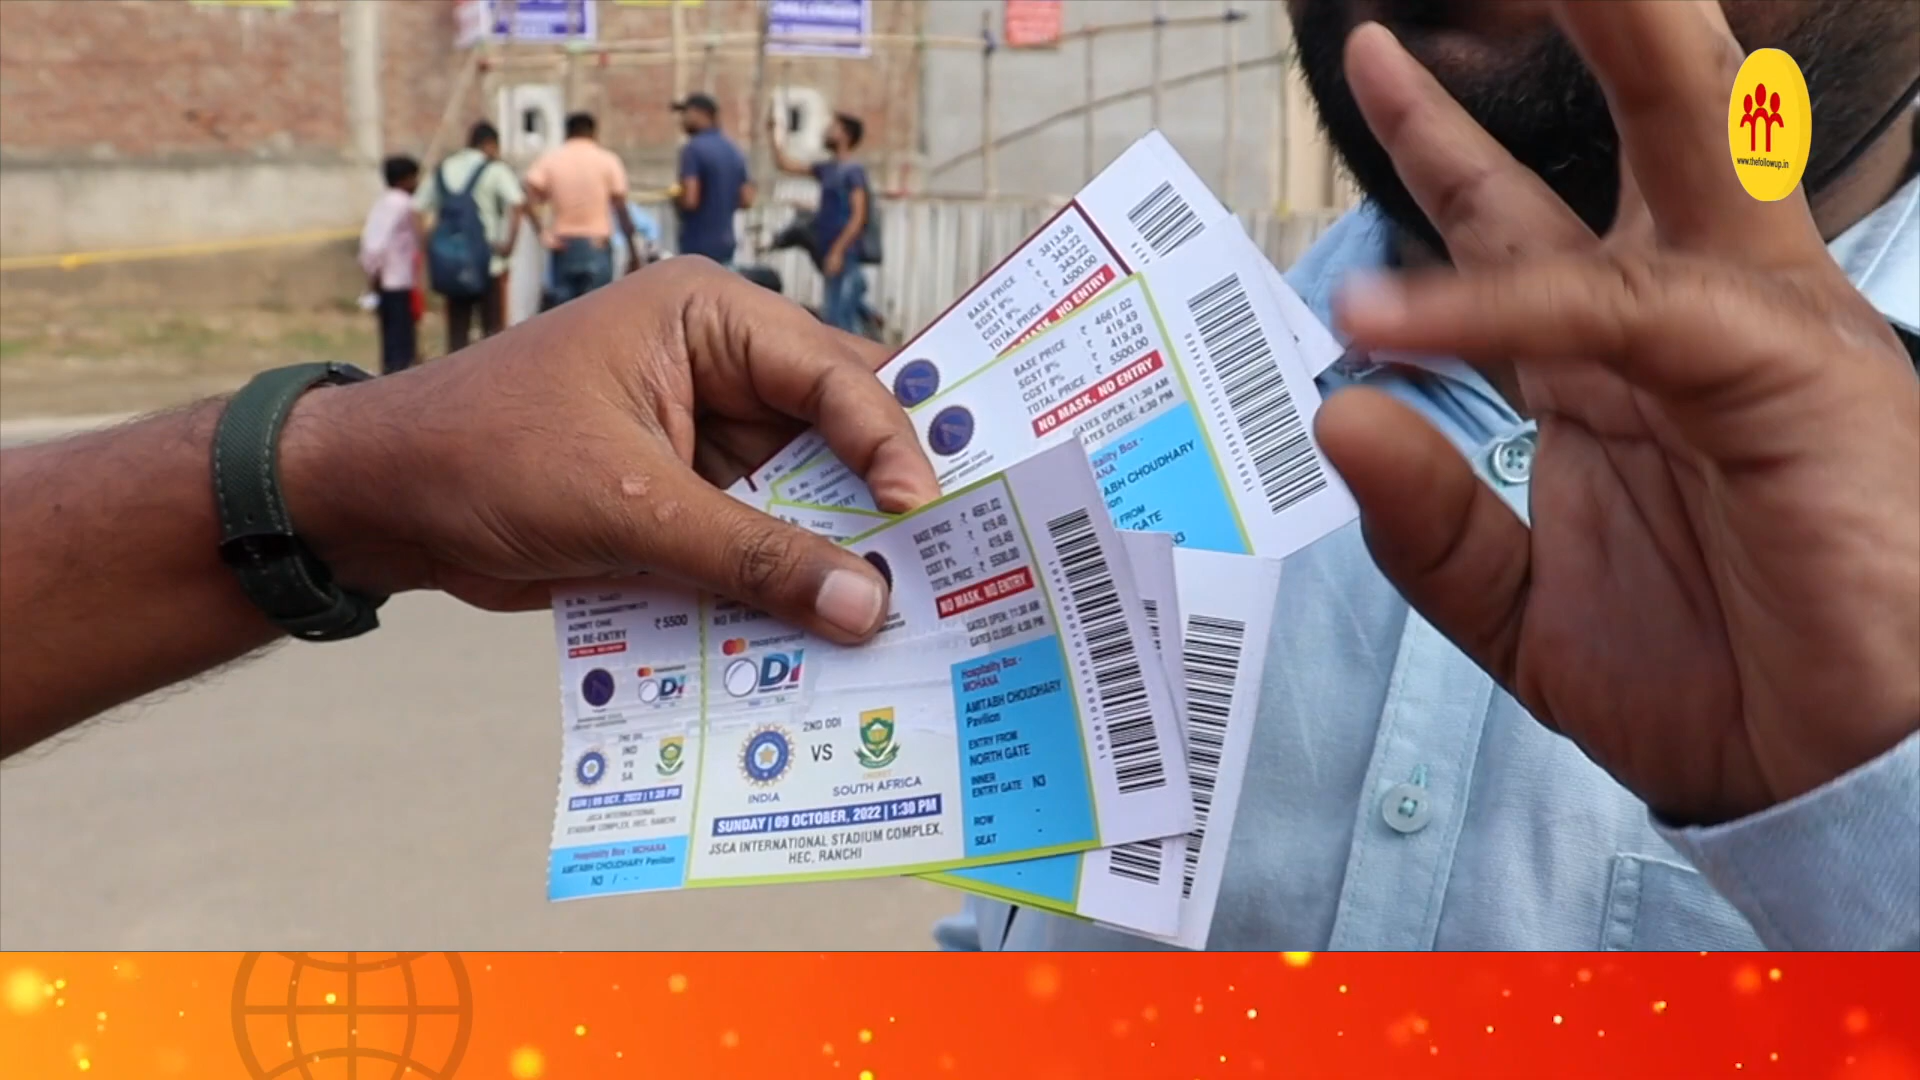 www.thefollowup.in
BASE PRICE ₹ 3813.56
SGST 9% ₹ 343.22
CGST 9% ₹ 343.22
TOTAL PRICE ₹ 4500.00
MASK, NO ENTRY
BASE PRICE ₹ 4661.02
SGST 9% ₹ 419.49
CGST 9% ₹ 419.49
TOTAL PRICE ₹ 5500.00
NO MASK, NO ENTRY
GATES OPEN: 11:30 AM
GATES CLOSE: 4:30 PM
ABH CHOUDHARY
FROM
GATE
N3
BASE PRICE ₹ 4661.02
SGST 9% ₹ 419.49
CGST 9% ₹ 419.49
TOTAL PRICE ₹ 5500.00
NO MASK, NO ENTRY
GATES OPEN: 11:30 AM
GATES CLOSE: 4:30 PM
Hospitality Box -
MOHANA
AMITABH CHOUDHARY
Pavilion
ENTRY FROM
NORTH GATE
INNER
ENTRY GATE N3
ROW -
SEAT -
mastercard
ODI
2ND ODI
VS
INDIA
SOUTH AFRICA
SUNDAY | 09 OCTOBER, 2022 | 1:30 PM
JSCA INTERNATIONAL STADIUM COMPLEX,
HEC, RANCHI
ADMIT ONE ₹ 5500
NO RE-ENTRY
ODI
2ND ODI
IND
VS
SA
SUN | 09 OCT. 2022 | 1:30 PM
JSCA INTERNATIONAL
STADIUM COMPLEX, HEC, RANCHI
Hospitality Box - MOHANA
AMITABH CHOUDHARY Pavilion
N3 / - -